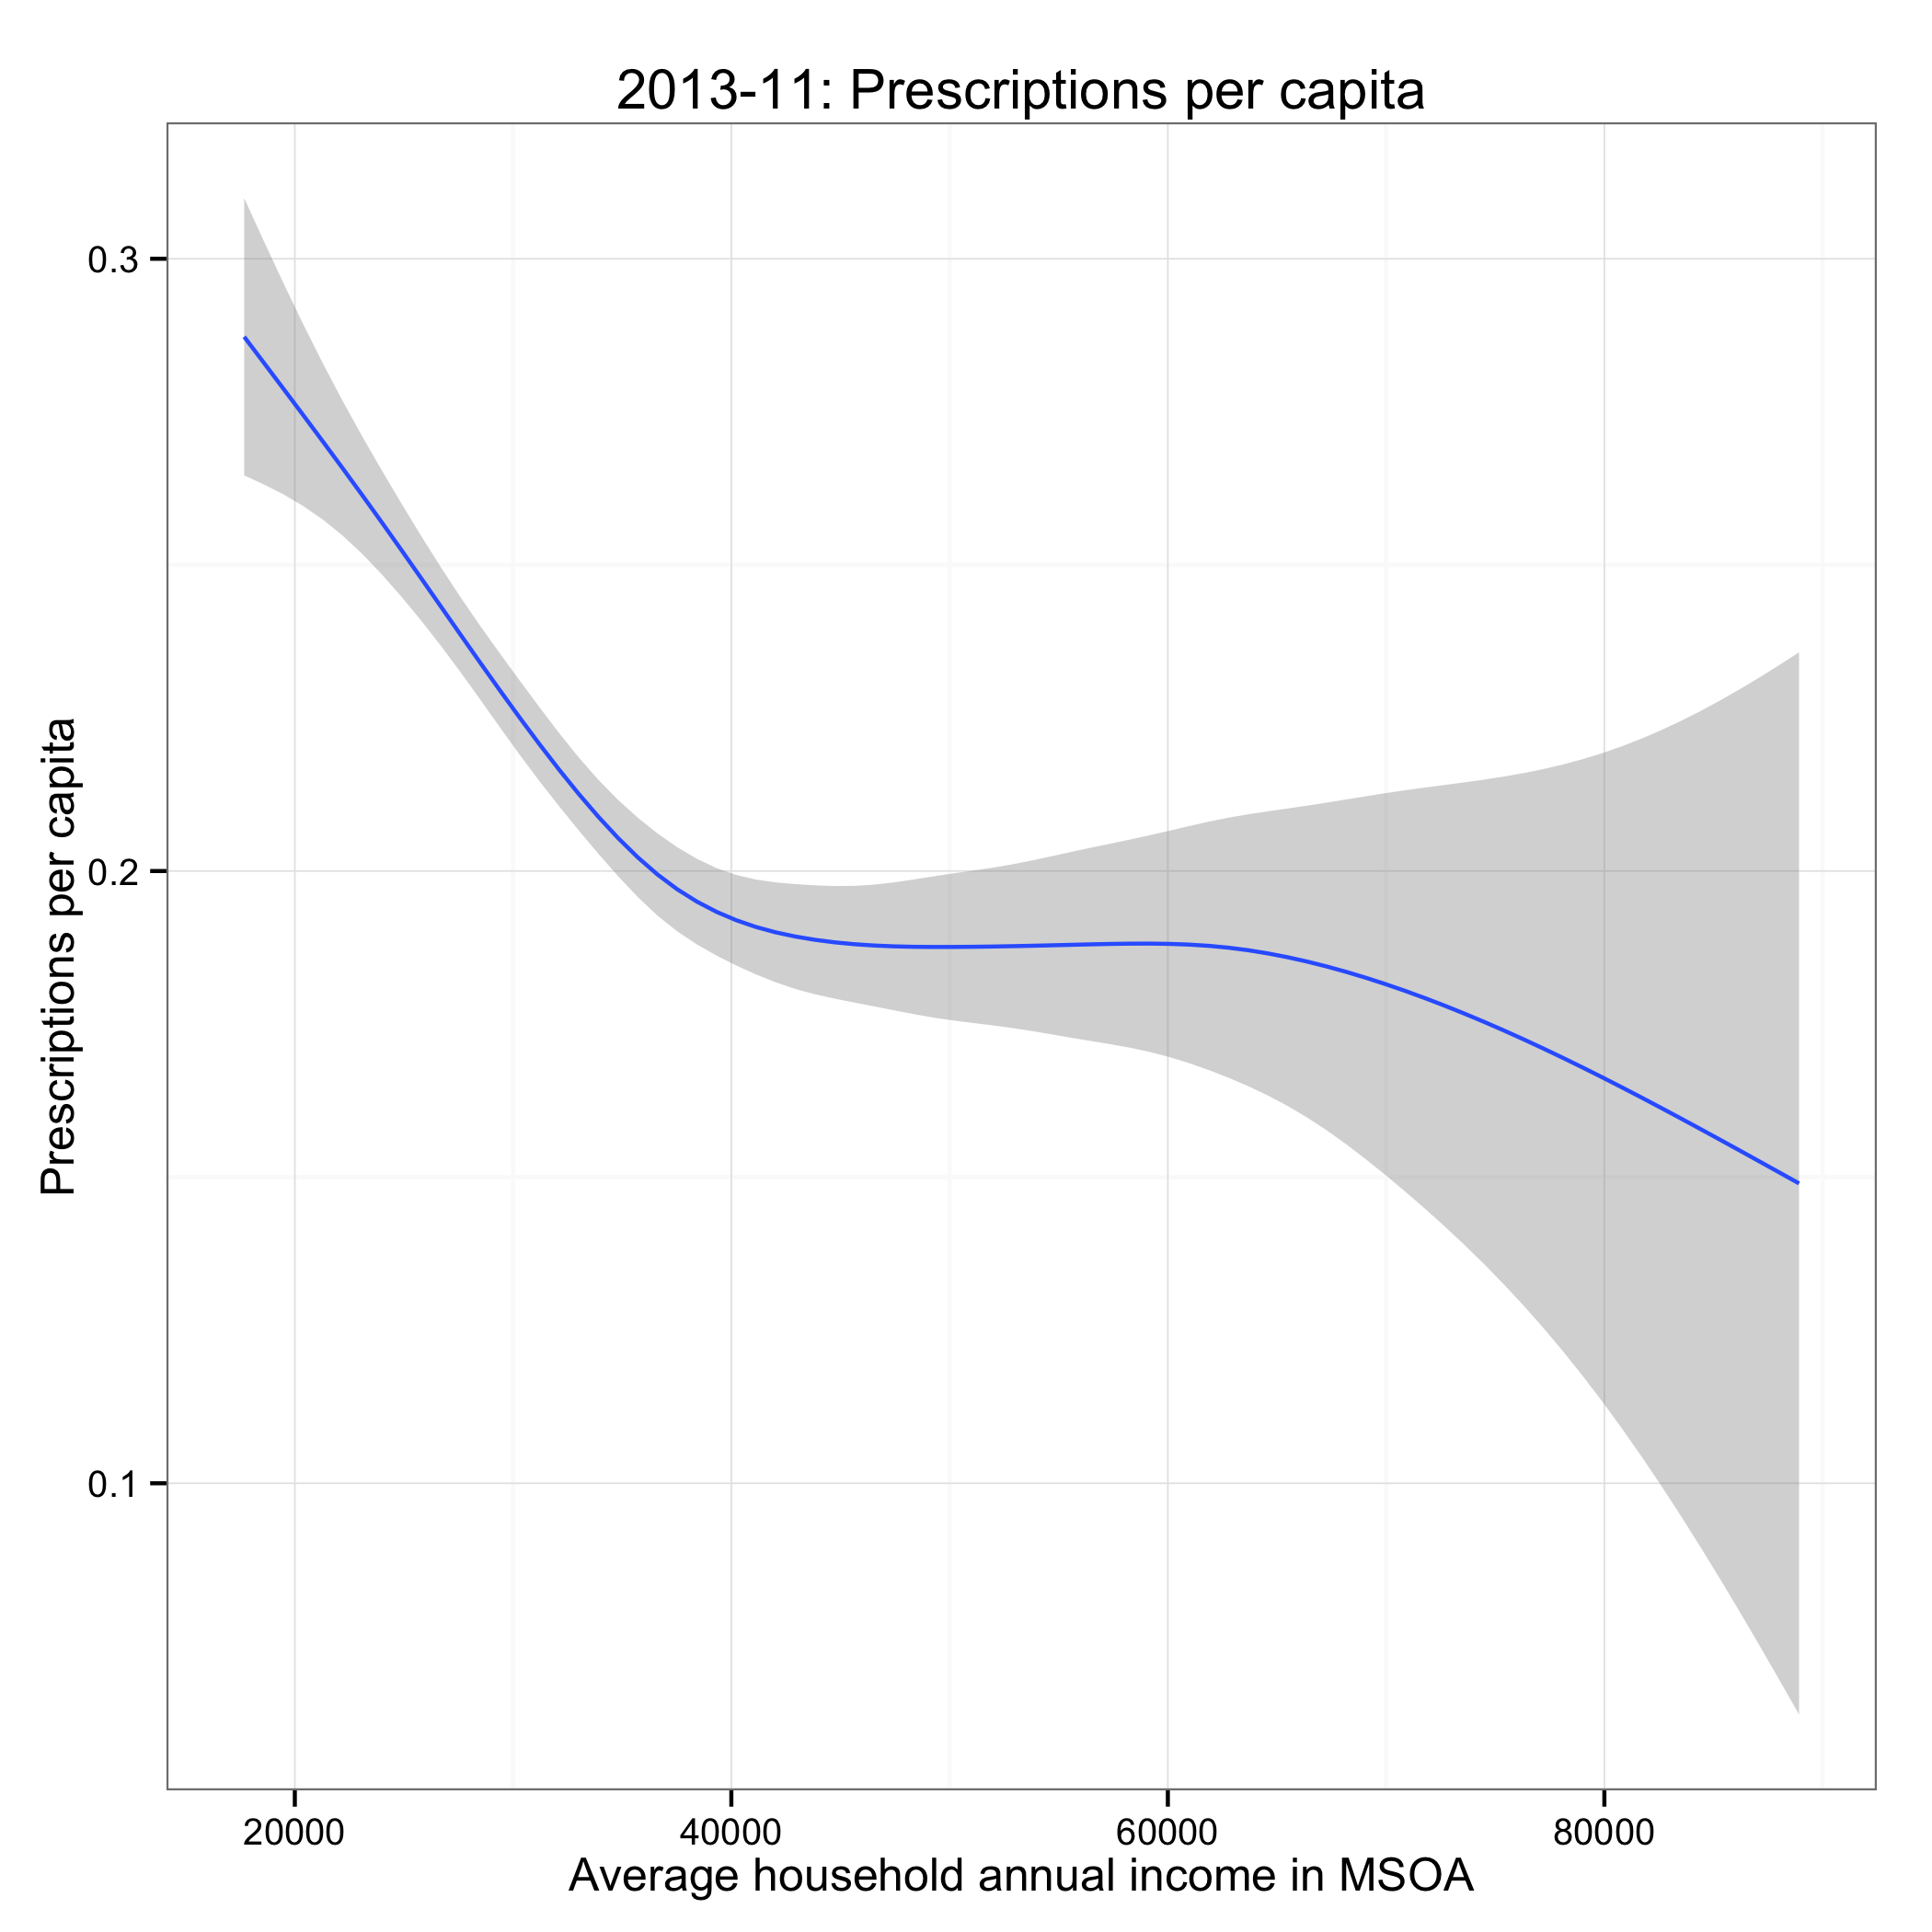 2013-11: Prescriptions per capita
Prescriptions per capita
0.3
0.2
0.1
20000 40000 60000 80000
Average household annual income in MSOA